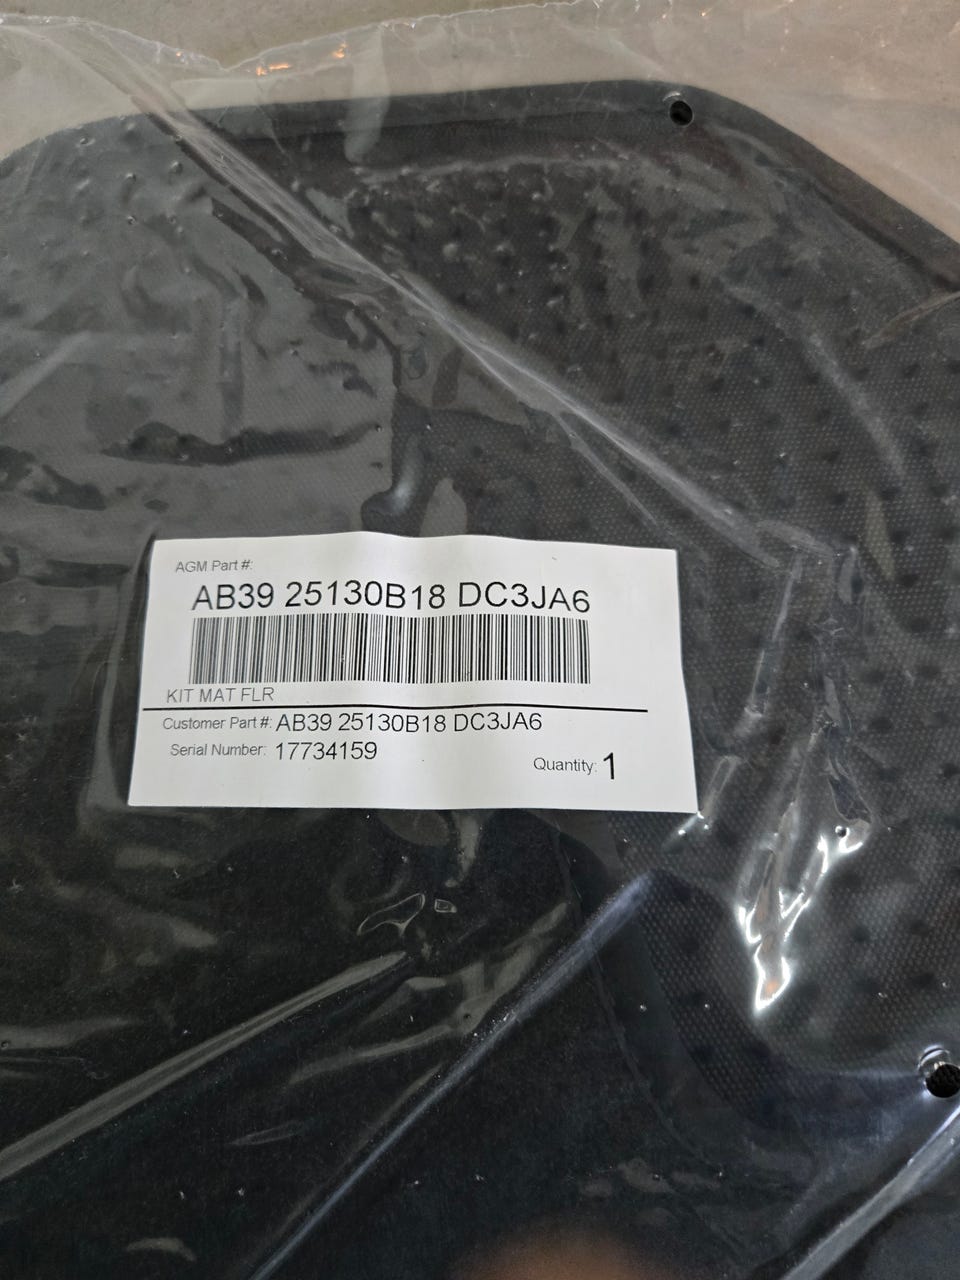 AGM Part #:
AB39 25130B18 DC3JA6
KIT MAT FLR
Customer Part #: AB39 25130B18 DC3JA6
Serial Number: 17734159
Quantity: 1